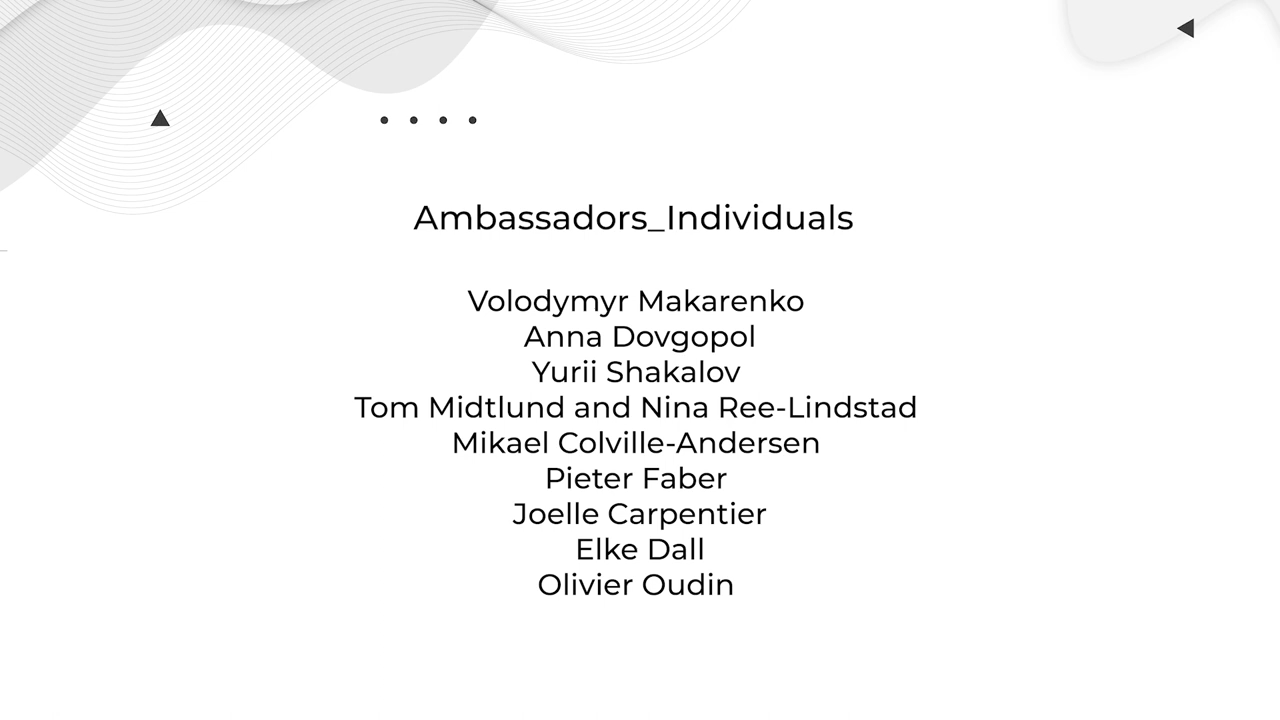 Ambassadors_Individuals
Volodymyr Makarenko
Anna Dovgopol
Yurii Shakalov
Tom Midtlund and Nina Ree-Lindstad
Mikael Colville-Andersen
Pieter Faber
Joelle Carpentier
Elke Dall
Olivier Oudin